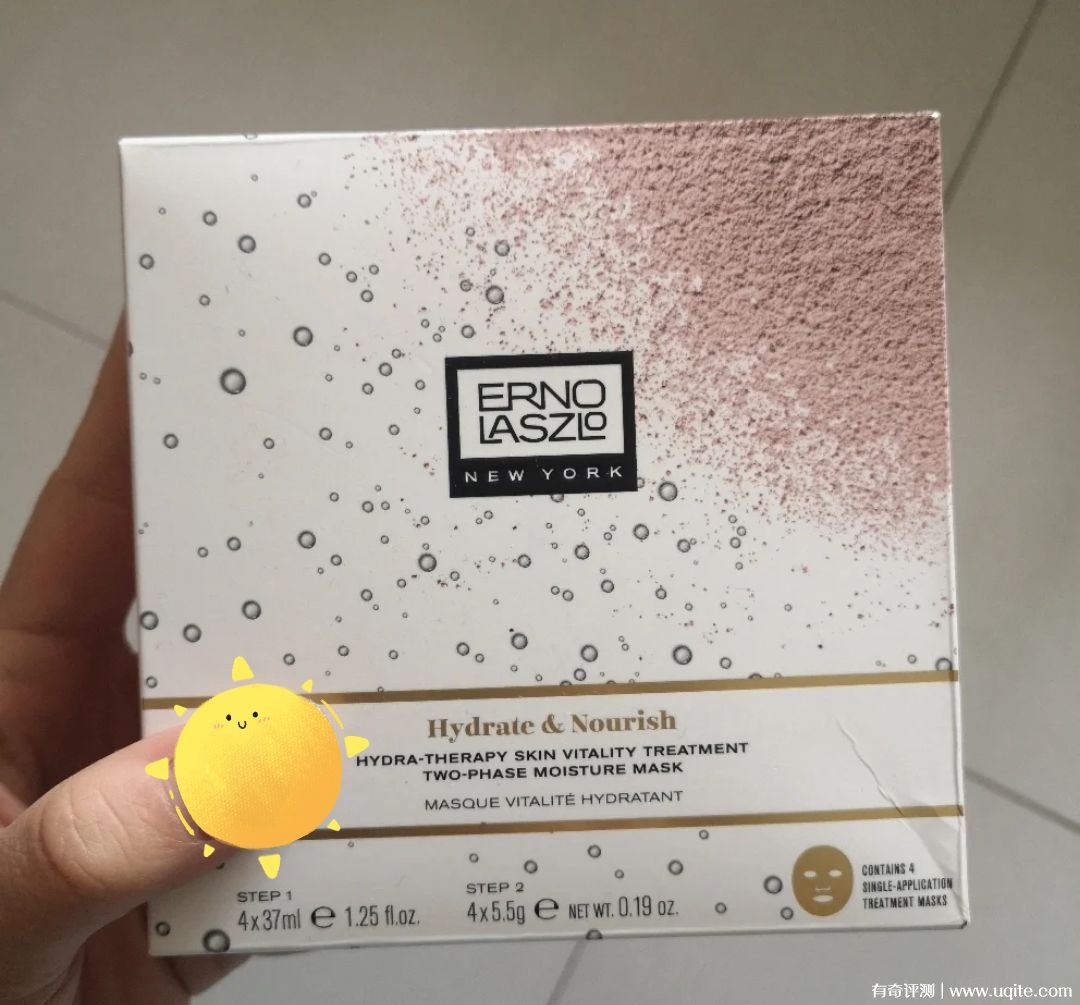 ERNO
LASZLO
NEW YORK
Hydrate & Nourish
HYDRA-THERAPY SKIN VITALITY TREATMENT
TWO-PHASE MOISTURE MASK
MASQUE VITALITÉ HYDRATANT
STEP 1
4x37ml ℮ 1.25 fl.oz.
STEP 2
4x5.5g ℮ NET WT. 0.19 oz.
CONTAINS 4
SINGLE-APPLICATION
TREATMENT MASKS
有奇评测 | www.uqite.com